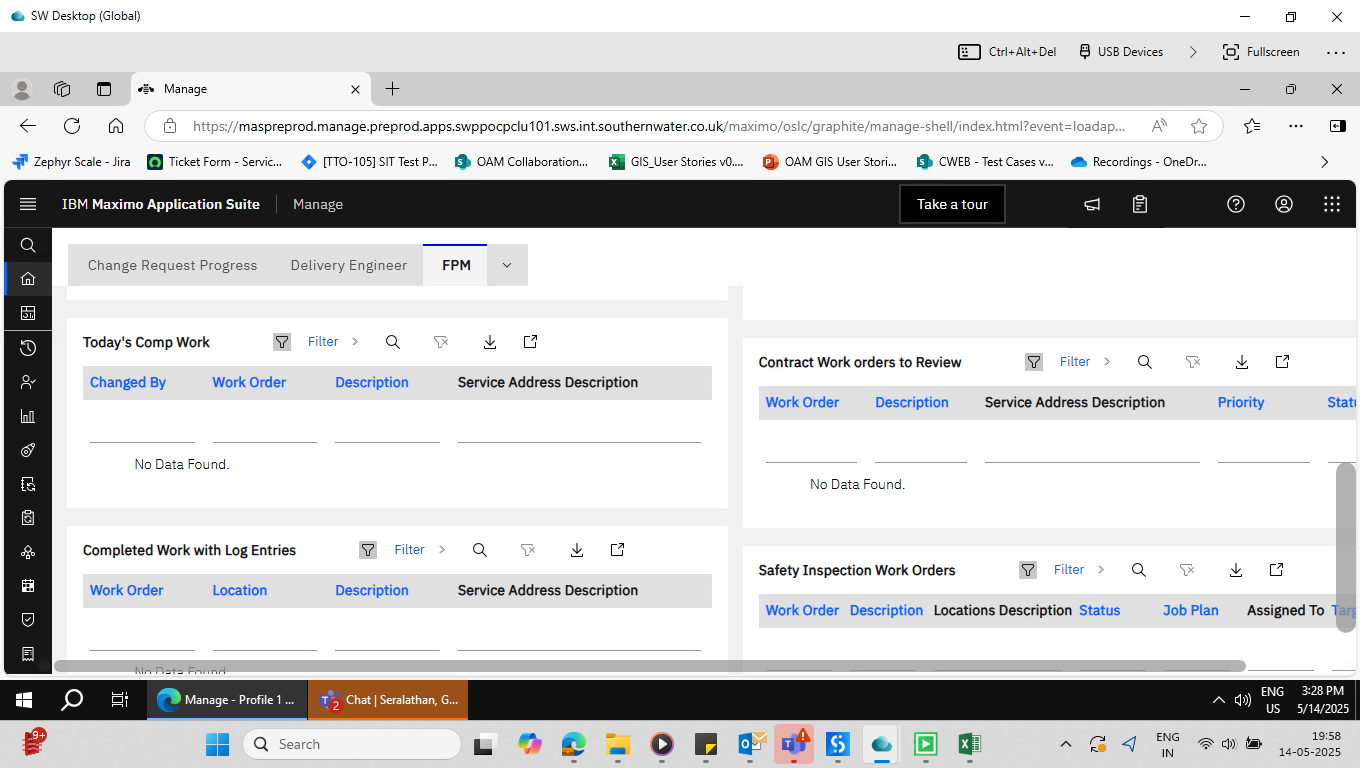 SW Desktop (Global)
Ctrl+Alt+Del USB Devices Fullscreen
Manage
https://maspreprod.manage.preprod.apps.swppocpclu101.sws.int.southernwater.co.uk/maximo/oslc/graphite/manage-shell/index.html?event=loadap...
Zephyr Scale - Jira Ticket Form - Servic... [TTO-105] SIT Test P... OAM Collaboration... GIS_User Stories v0.... OAM GIS User Stori... CWEB - Test Cases v... Recordings - OneDr...
IBM Maximo Application Suite Manage Take a tour
Change Request Progress Delivery Engineer FPM
Today's Comp Work Filter
Changed By Work Order Description Service Address Description
No Data Found.
Contract Work orders to Review Filter
Work Order Description Service Address Description Priority Statu
No Data Found.
Completed Work with Log Entries Filter
Work Order Location Description Service Address Description
No Data Found.
Safety Inspection Work Orders Filter
Work Order Description Locations Description Status Job Plan Assigned To Targ
Manage - Profile 1 ... 2 Chat | Seralathan, G... ENG US 3:28 PM 5/14/2025
9+ Search ENG IN 19:58 14-05-2025